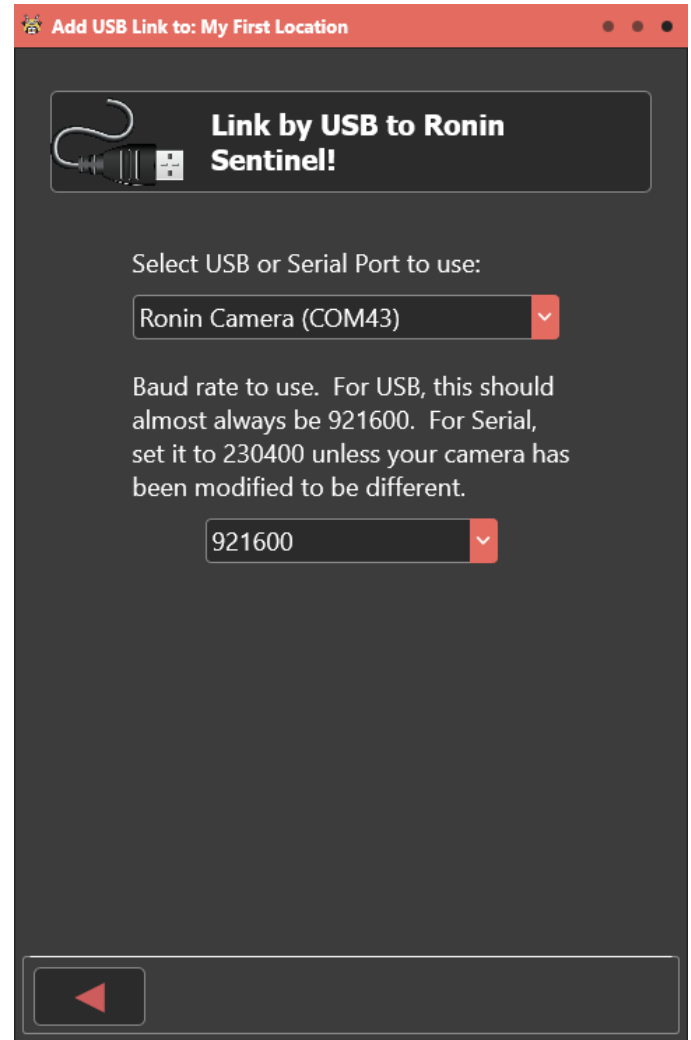 Add USB Link to: My First Location
Link by USB to Ronin
Sentinel!
Select USB or Serial Port to use:
Ronin Camera (COM43)
Baud rate to use.  For USB, this should
almost always be 921600.  For Serial,
set it to 230400 unless your camera has
been modified to be different.
921600